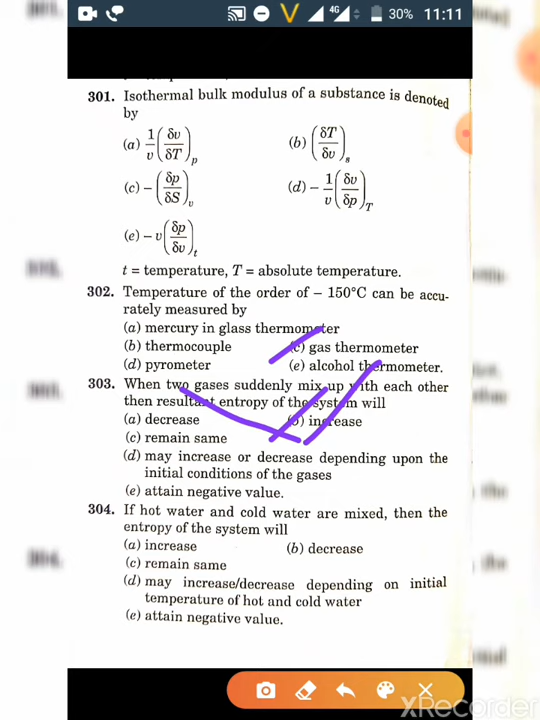 4G 30% 11:11
301. Isothermal bulk modulus of a substance is denoted
by
(a) 1/v (δv/δT)p (b) (δT/δv)s
(c) – (δp/δS)v (d) – 1/v (δv/δp)T
(e) – v (δp/δv)t
t = temperature, T = absolute temperature.
302. Temperature of the order of – 150°C can be accu-
rately measured by
(a) mercury in glass thermometer
(b) thermocouple (c) gas thermometer
(d) pyrometer (e) alcohol thermometer.
303. When two gases suddenly mix up with each other
then resultant entropy of the system will
(a) decrease (b) increase
(c) remain same
(d) may increase or decrease depending upon the
initial conditions of the gases
(e) attain negative value.
304. If hot water and cold water are mixed, then the
entropy of the system will
(a) increase (b) decrease
(c) remain same
(d) may increase/decrease depending on initial
temperature of hot and cold water
(e) attain negative value.
XRecorder